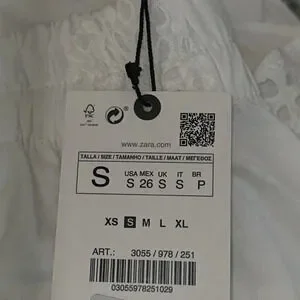 FSC
www.zara.com
TALLA / SIZE / TAMANHO / TAILLE / MAAT / ΜΕΓΕΘΟΣ
S
USA MEX UK IT BR
S 26 S S P
XS S M L XL
ART.: 3055 / 978 / 251
03055978251029